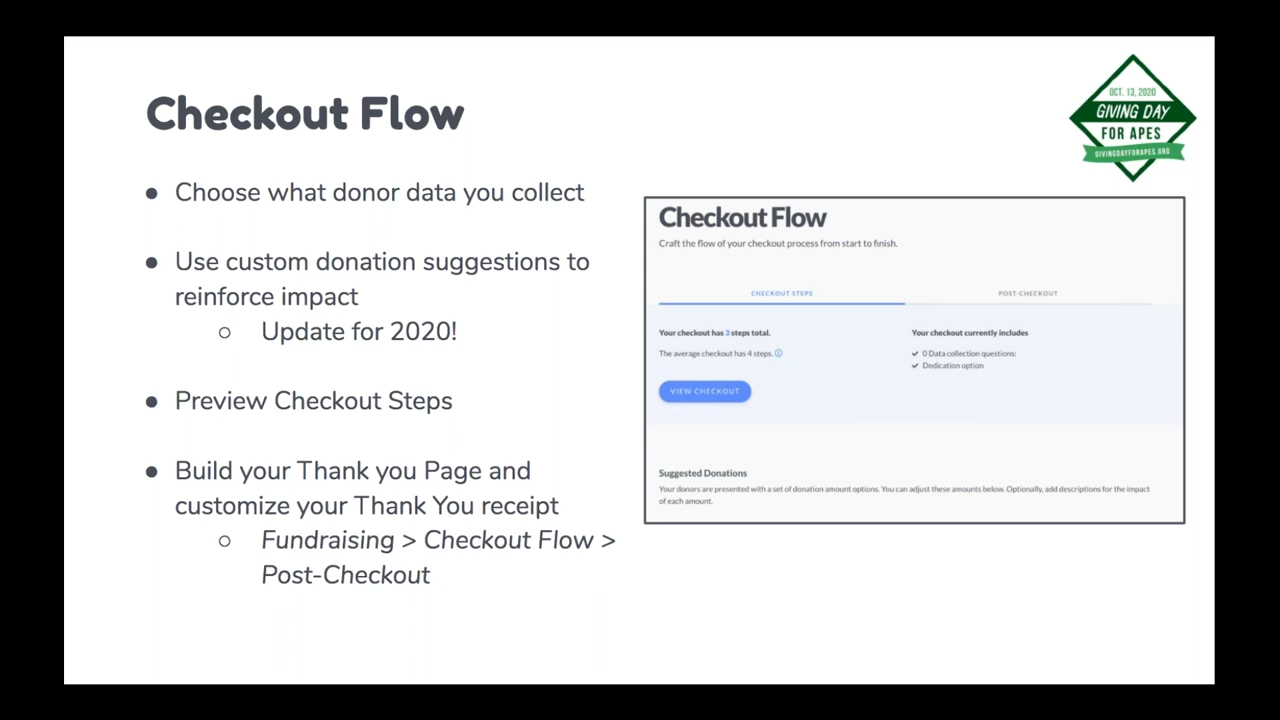 Checkout Flow
OCT. 13, 2020
GIVING DAY
FOR APES
GIVINGDAYFORAPES.ORG
● Choose what donor data you collect
● Use custom donation suggestions to
reinforce impact
○ Update for 2020!
● Preview Checkout Steps
● Build your Thank you Page and
customize your Thank You receipt
○ Fundraising > Checkout Flow >
Post-Checkout
Checkout Flow
Craft the flow of your checkout process from start to finish.
CHECKOUT STEPS
POST-CHECKOUT
Your checkout has 3 steps total.
The average checkout has 4 steps.
VIEW CHECKOUT
Your checkout currently includes
✓ 0 Data collection questions:
✓ Dedication option
Suggested Donations
Your donors are presented with a set of donation amount options. You can adjust these amounts below. Optionally, add descriptions for the impact
of each amount.